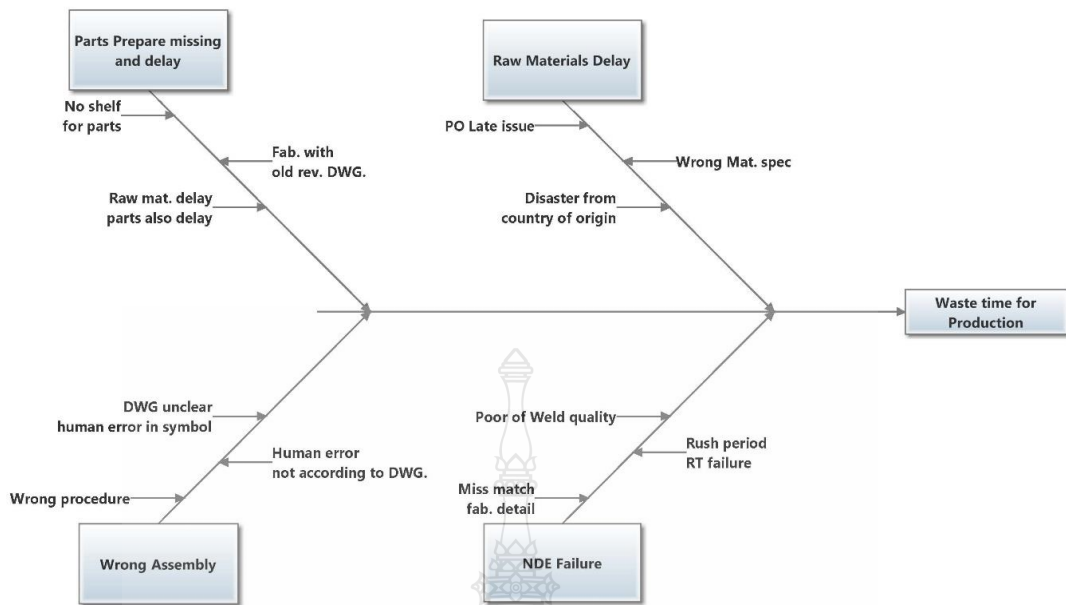 Parts Prepare missing
and delay
Raw Materials Delay
No shelf
for parts
PO Late issue
Fab. with
old rev. DWG.
Wrong Mat. spec
Raw mat. delay
parts also delay
Disaster from
country of origin
Waste time for
Production
DWG unclear
human error in symbol
Poor of Weld quality
Human error
not according to DWG.
Rush period
RT failure
Wrong procedure
Miss match
fab. detail
Wrong Assembly
NDE Failure